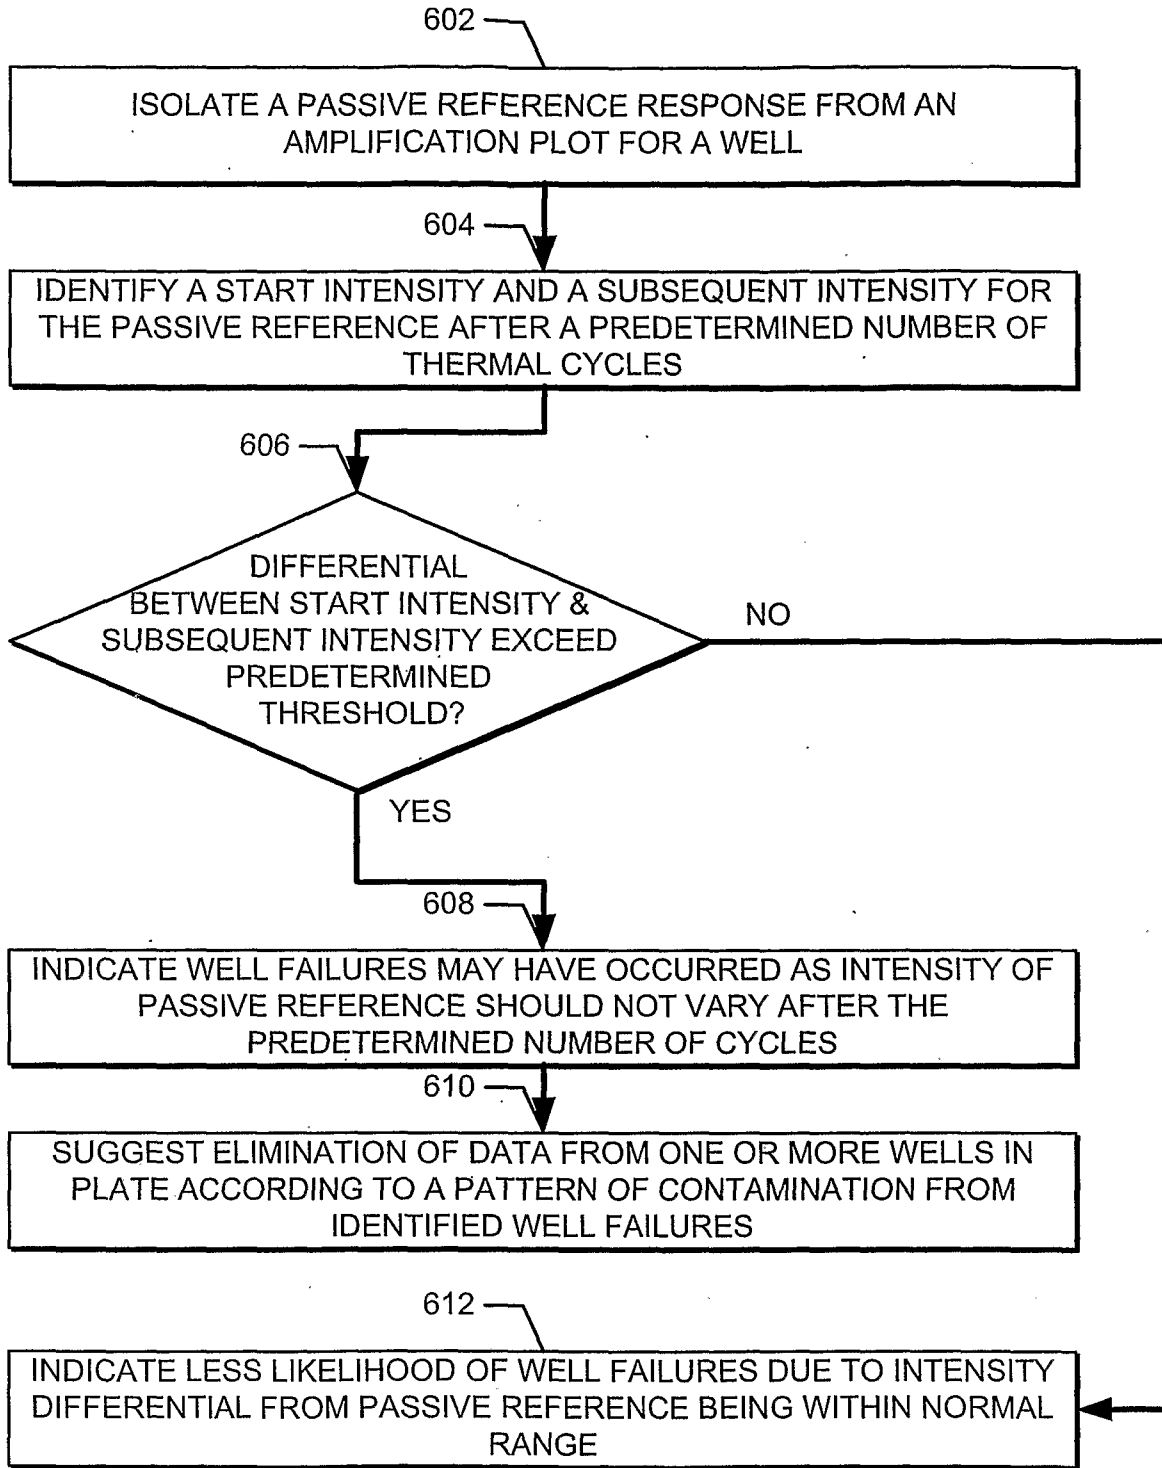 602
ISOLATE A PASSIVE REFERENCE RESPONSE FROM AN
AMPLIFICATION PLOT FOR A WELL
604
IDENTIFY A START INTENSITY AND A SUBSEQUENT INTENSITY FOR
THE PASSIVE REFERENCE AFTER A PREDETERMINED NUMBER OF
THERMAL CYCLES
606
DIFFERENTIAL
BETWEEN START INTENSITY &
SUBSEQUENT INTENSITY EXCEED
PREDETERMINED
THRESHOLD?
NO
YES
608
INDICATE WELL FAILURES MAY HAVE OCCURRED AS INTENSITY OF
PASSIVE REFERENCE SHOULD NOT VARY AFTER THE
PREDETERMINED NUMBER OF CYCLES
610
SUGGEST ELIMINATION OF DATA FROM ONE OR MORE WELLS IN
PLATE ACCORDING TO A PATTERN OF CONTAMINATION FROM
IDENTIFIED WELL FAILURES
612
INDICATE LESS LIKELIHOOD OF WELL FAILURES DUE TO INTENSITY
DIFFERENTIAL FROM PASSIVE REFERENCE BEING WITHIN NORMAL
RANGE